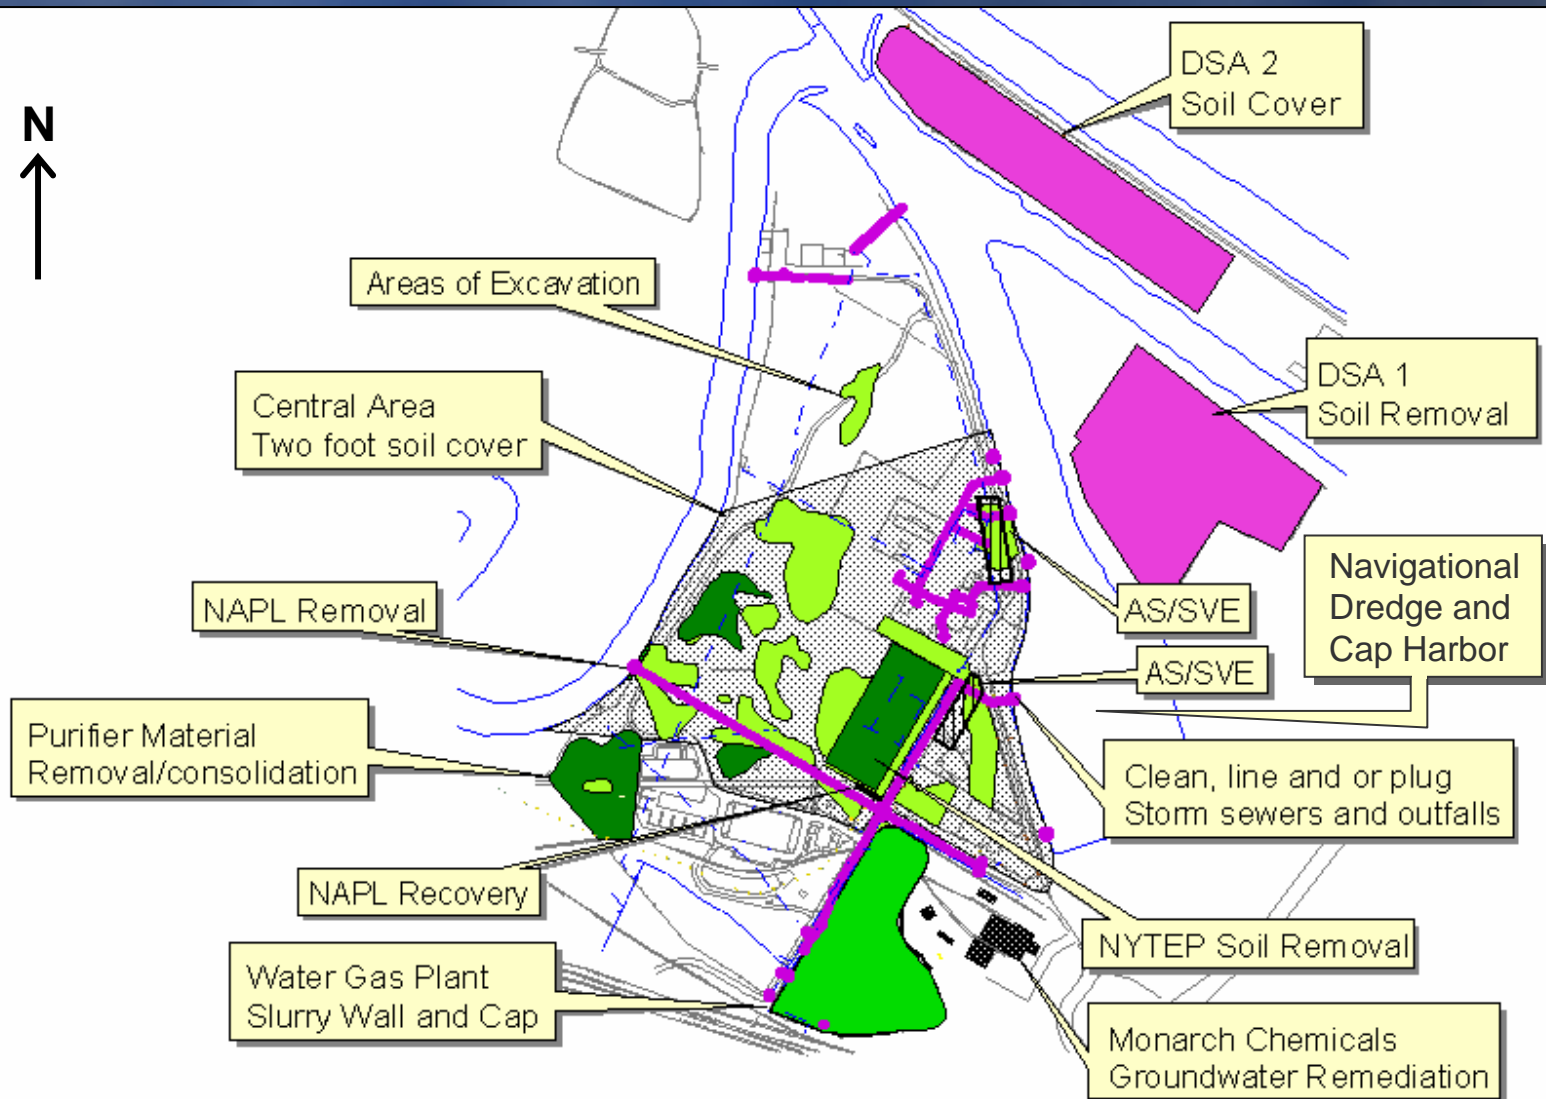 DSA 2
Soil Cover
N
Areas of Excavation
DSA 1
Soil Removal
Central Area
Two foot soil cover
Navigational
Dredge and
Cap Harbor
NAPL Removal
AS/SVE
AS/SVE
Purifier Material
Removal/consolidation
Clean, line and or plug
Storm sewers and outfalls
NAPL Recovery
NYTEP Soil Removal
Water Gas Plant
Slurry Wall and Cap
Monarch Chemicals
Groundwater Remediation